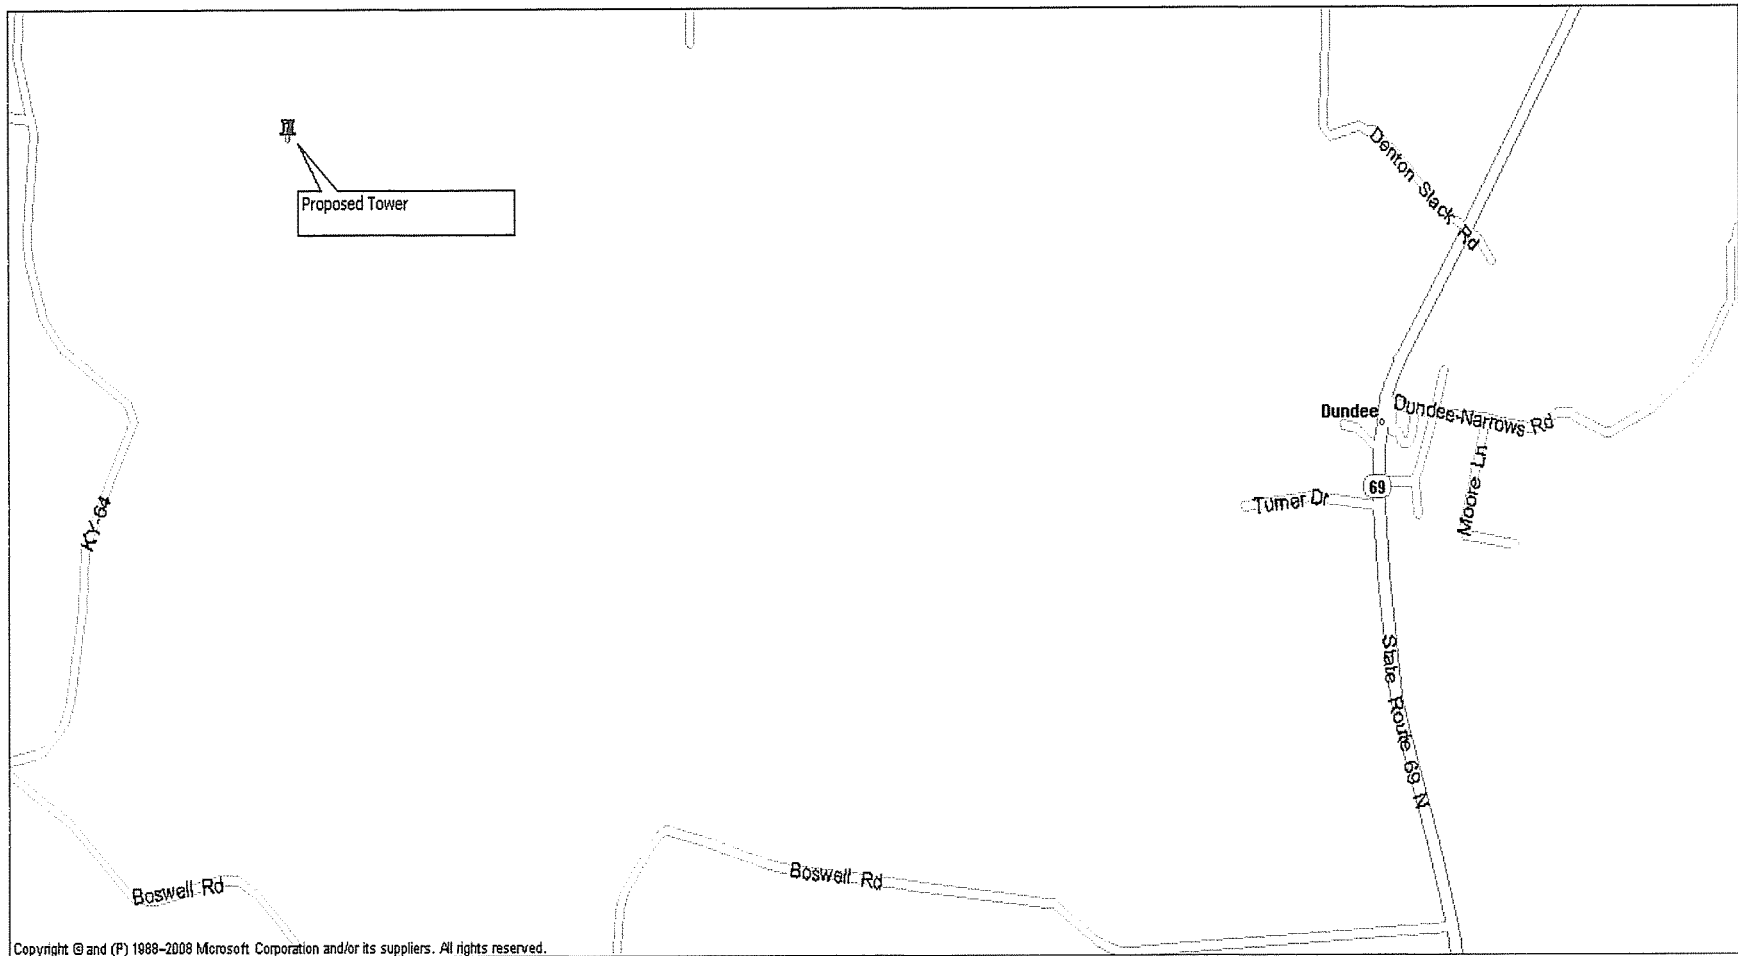 Proposed Tower
Denton Slack Rd
Dundee
Dundee-Narrows Rd
Moore Ln
69
Turner Dr
KY-64
State Route 69 N
Boswell Rd
Boswell Rd
Copyright © and (P) 1988–2008 Microsoft Corporation and/or its suppliers. All rights reserved.